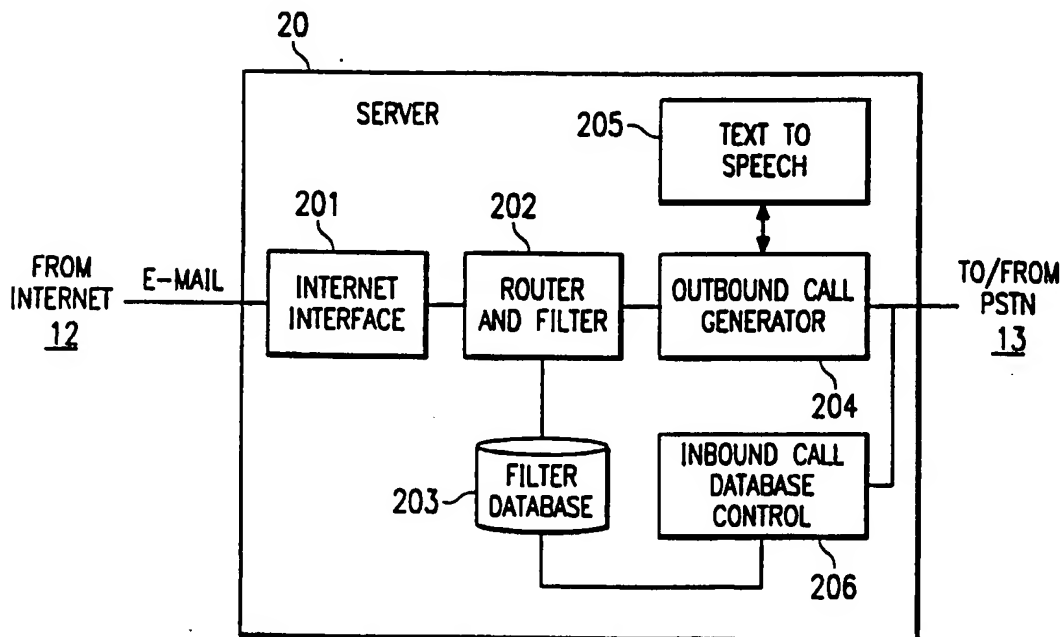 20
SERVER
205
TEXT TO
SPEECH
201
202
FROM
INTERNET
12
E-MAIL
INTERNET
INTERFACE
ROUTER
AND FILTER
OUTBOUND CALL
GENERATOR
TO/FROM
PSTN
13
204
203
FILTER
DATABASE
INBOUND CALL
DATABASE
CONTROL
206